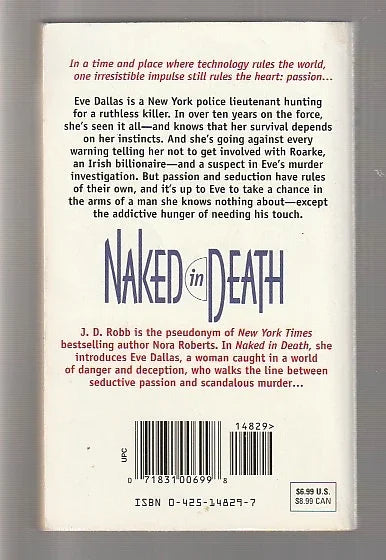 In a time and place where technology rules the world,
one irresistible impulse still rules the heart: passion...
Eve Dallas is a New York police lieutenant hunting
for a ruthless killer. In over ten years on the force,
she's seen it all—and knows that her survival depends
on her instincts. And she's going against every
warning telling her not to get involved with Roarke,
an Irish billionaire—and a suspect in Eve's murder
investigation. But passion and seduction have rules
of their own, and it's up to Eve to take a chance in
the arms of a man she knows nothing about—except
the addictive hunger of needing his touch.
NAKED in DEATH
J. D. Robb is the pseudonym of New York Times
bestselling author Nora Roberts. In Naked in Death, she
introduces Eve Dallas, a woman caught in a world
of danger and deception, who walks the line between
seductive passion and scandalous murder...
14829>
UPC
0 71831 00699 8
ISBN 0-425-14829-7
$6.99 U.S.
$8.99 CAN